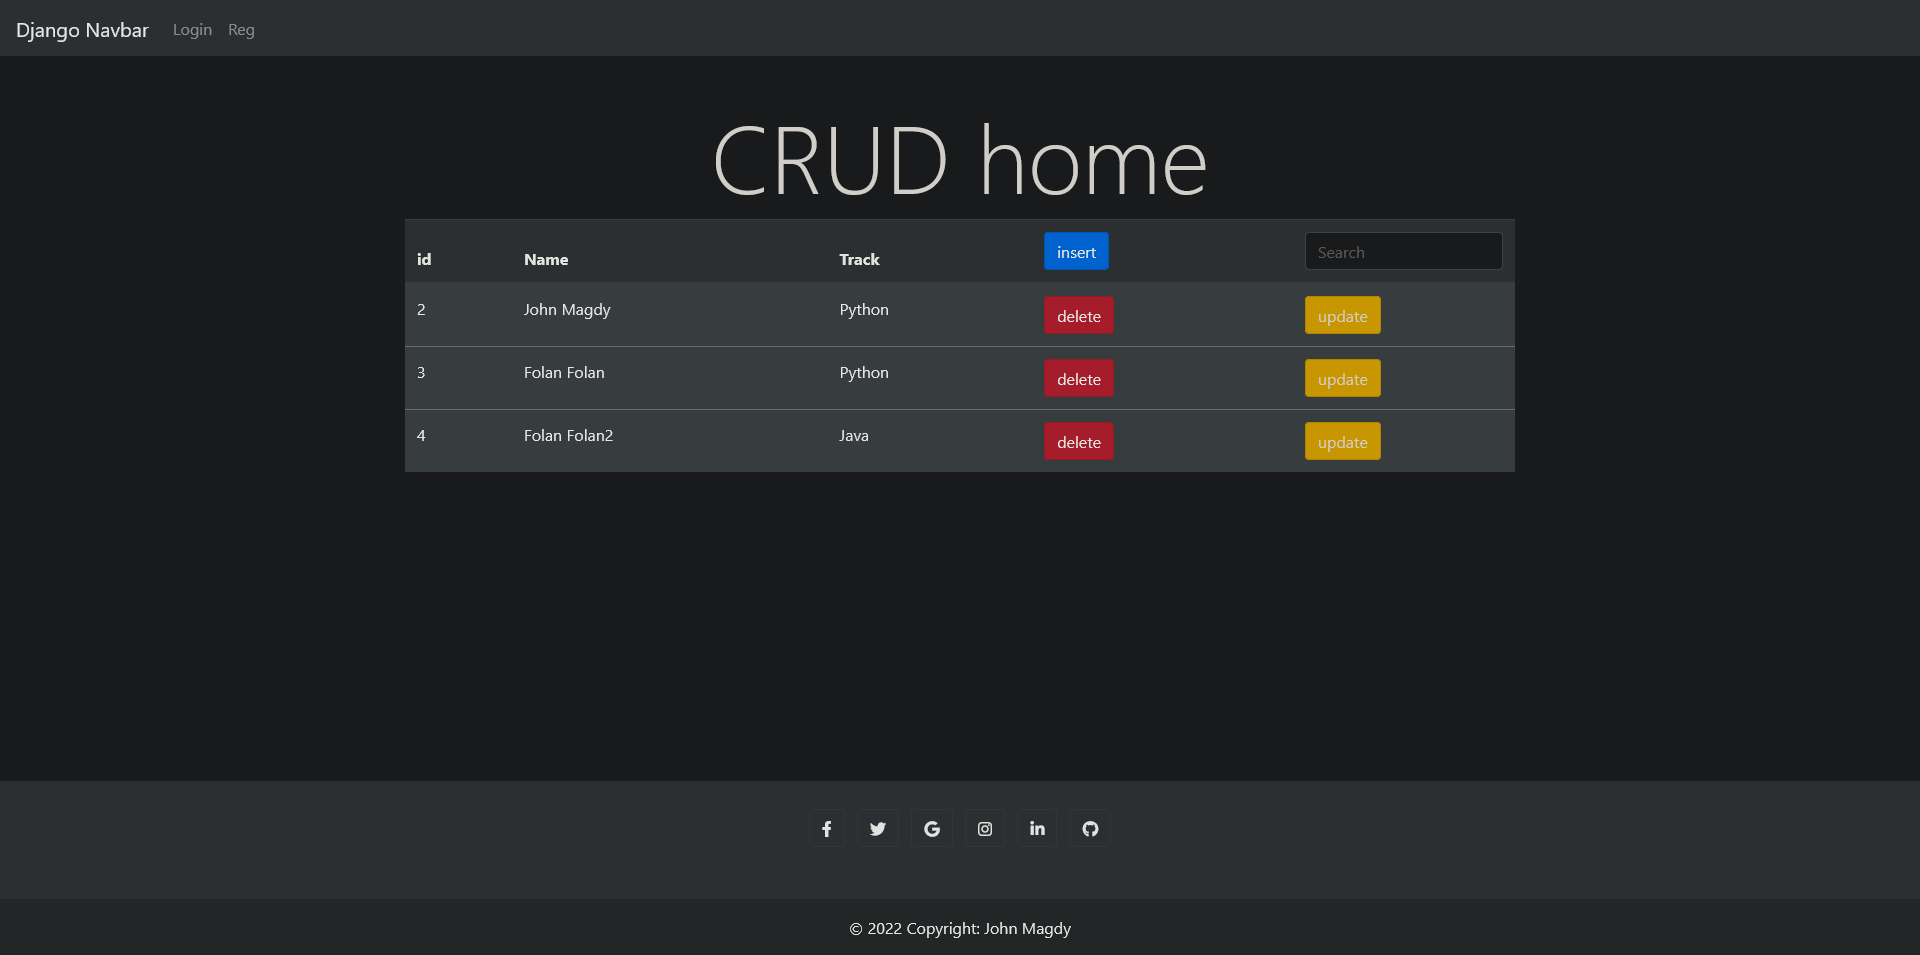 Django Navbar Login Reg
CRUD home
id Name Track insert Search
2 John Magdy Python delete update
3 Folan Folan Python delete update
4 Folan Folan2 Java delete update
© 2022 Copyright: John Magdy